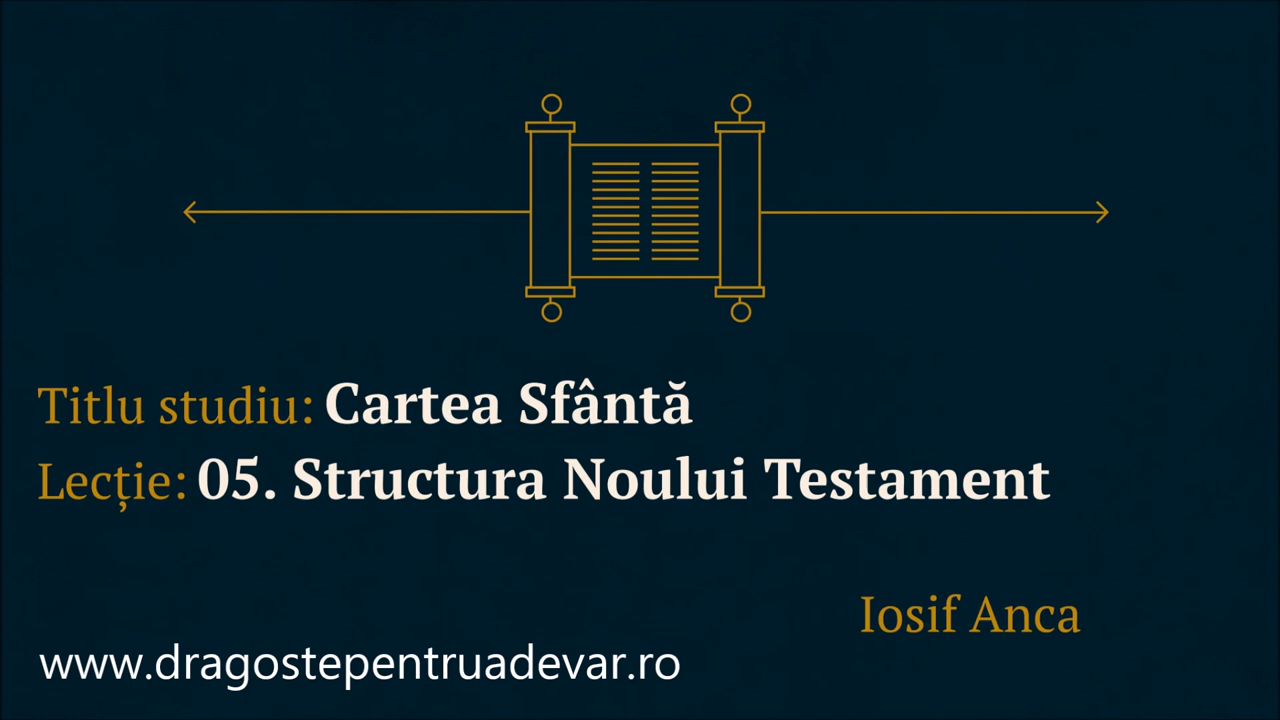 Titlu studiu: Cartea Sfântă
Lecție: 05. Structura Noului Testament
Iosif Anca
www.dragostepentruadevar.ro